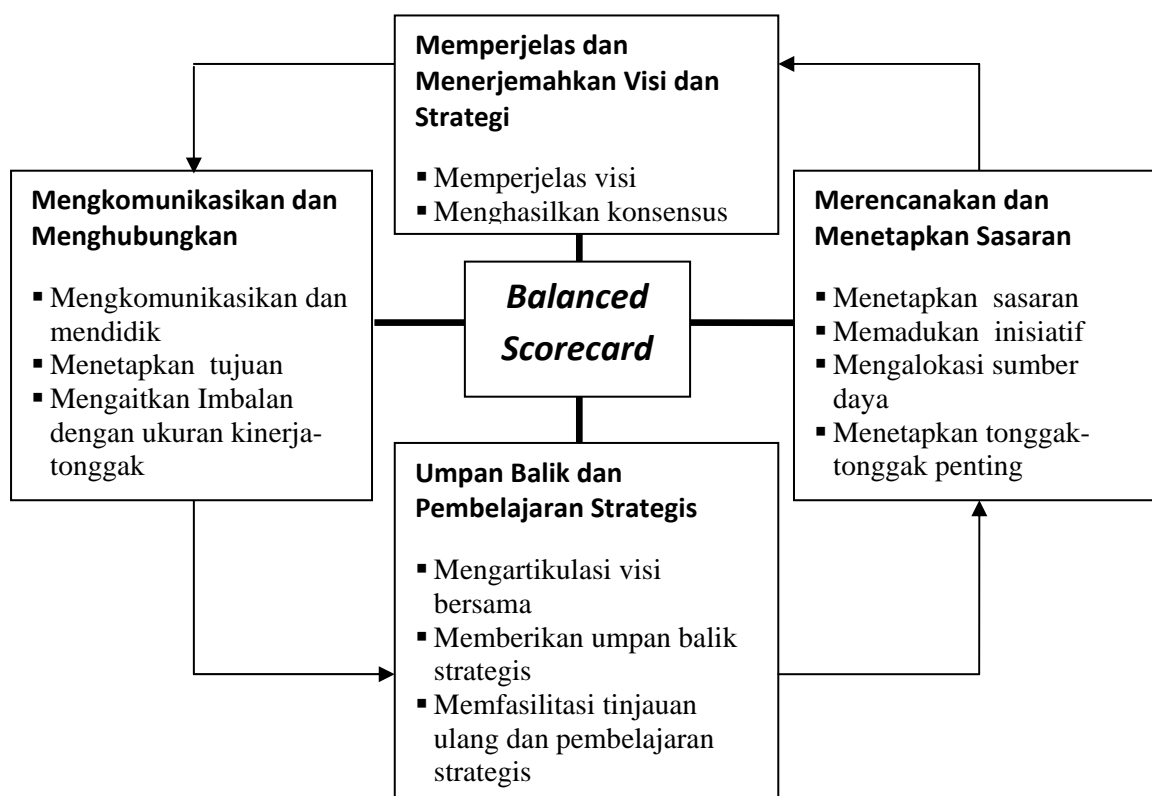 Memperjelas dan
Menerjemahkan Visi dan
Strategi
▪ Memperjelas visi
▪ Menghasilkan konsensus
Mengkomunikasikan dan
Menghubungkan
▪ Mengkomunikasikan dan
mendidik
▪ Menetapkan tujuan
▪ Mengaitkan Imbalan
dengan ukuran kinerja-
tonggak
Balanced
Scorecard
Merencanakan dan
Menetapkan Sasaran
▪ Menetapkan sasaran
▪ Memadukan inisiatif
▪ Mengalokasi sumber
daya
▪ Menetapkan tonggak-
tonggak penting
Umpan Balik dan
Pembelajaran Strategis
▪ Mengartikulasi visi
bersama
▪ Memberikan umpan balik
strategis
▪ Memfasilitasi tinjauan
ulang dan pembelajaran
strategis